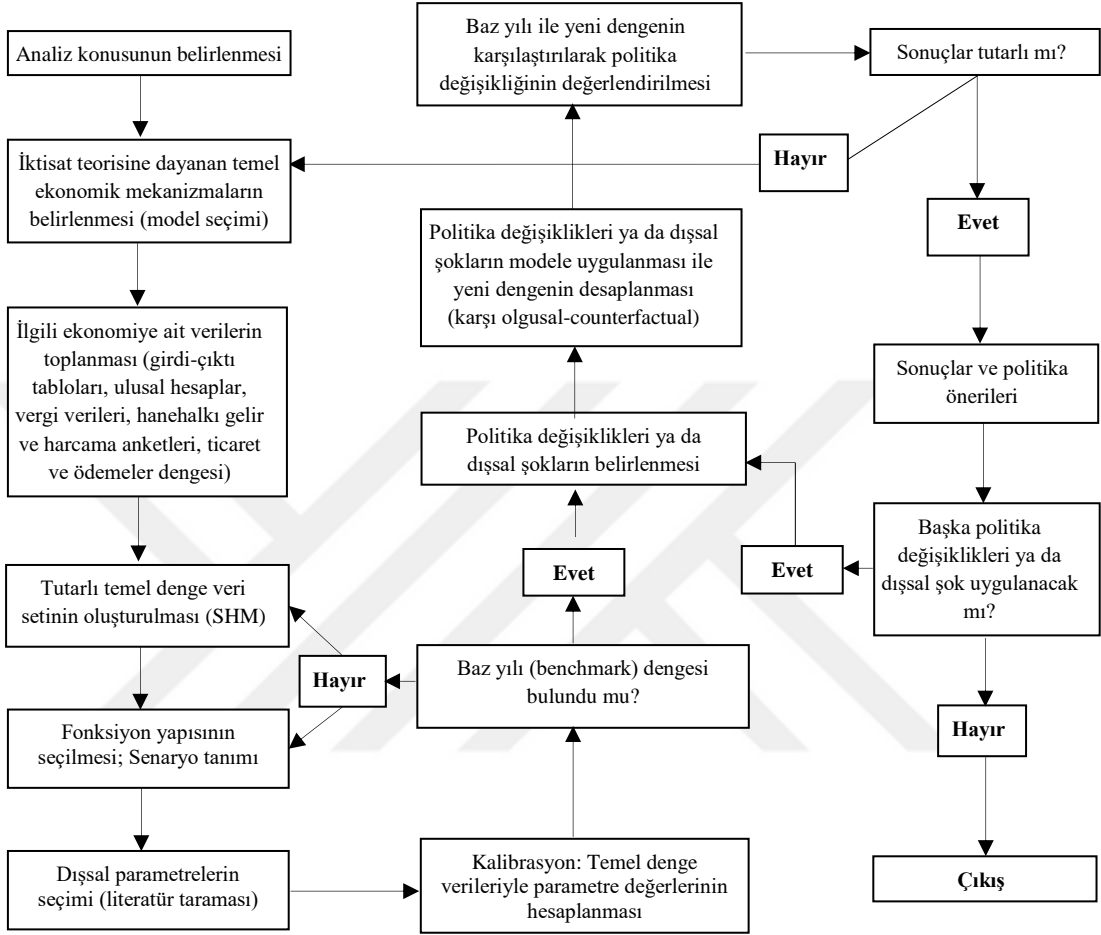 Analiz konusunun belirlenmesi
İktisat teorisine dayanan temel
ekonomik mekanizmaların
belirlenmesi (model seçimi)
İlgili ekonomiye ait verilerin
toplanması (girdi-çıktı
tabloları, ulusal hesaplar,
vergi verileri, hanehalkı gelir
ve harcama anketleri, ticaret
ve ödemeler dengesi)
Tutarlı temel denge veri
setinin oluşturulması (SHM)
Fonksiyon yapısının
seçilmesi; Senaryo tanımı
Dışsal parametrelerin
seçimi (literatür taraması)
Kalibrasyon: Temel denge
verileriyle parametre değerlerinin
hesaplanması
Baz yılı (benchmark) dengesi
bulundu mu?
Hayır
Evet
Politika değişiklikleri ya da
dışsal şokların belirlenmesi
Politika değişiklikleri ya da dışsal
şokların modele uygulanması ile
yeni dengenin desaplanması
(karşı olgusal-counterfactual)
Baz yılı ile yeni dengenin
karşılaştırılarak politika
değişikliğinin değerlendirilmesi
Sonuçlar tutarlı mı?
Hayır
Evet
Sonuçlar ve politika
önerileri
Başka politika
değişiklikleri ya da
dışsal şok uygulanacak
mı?
Evet
Hayır
Çıkış